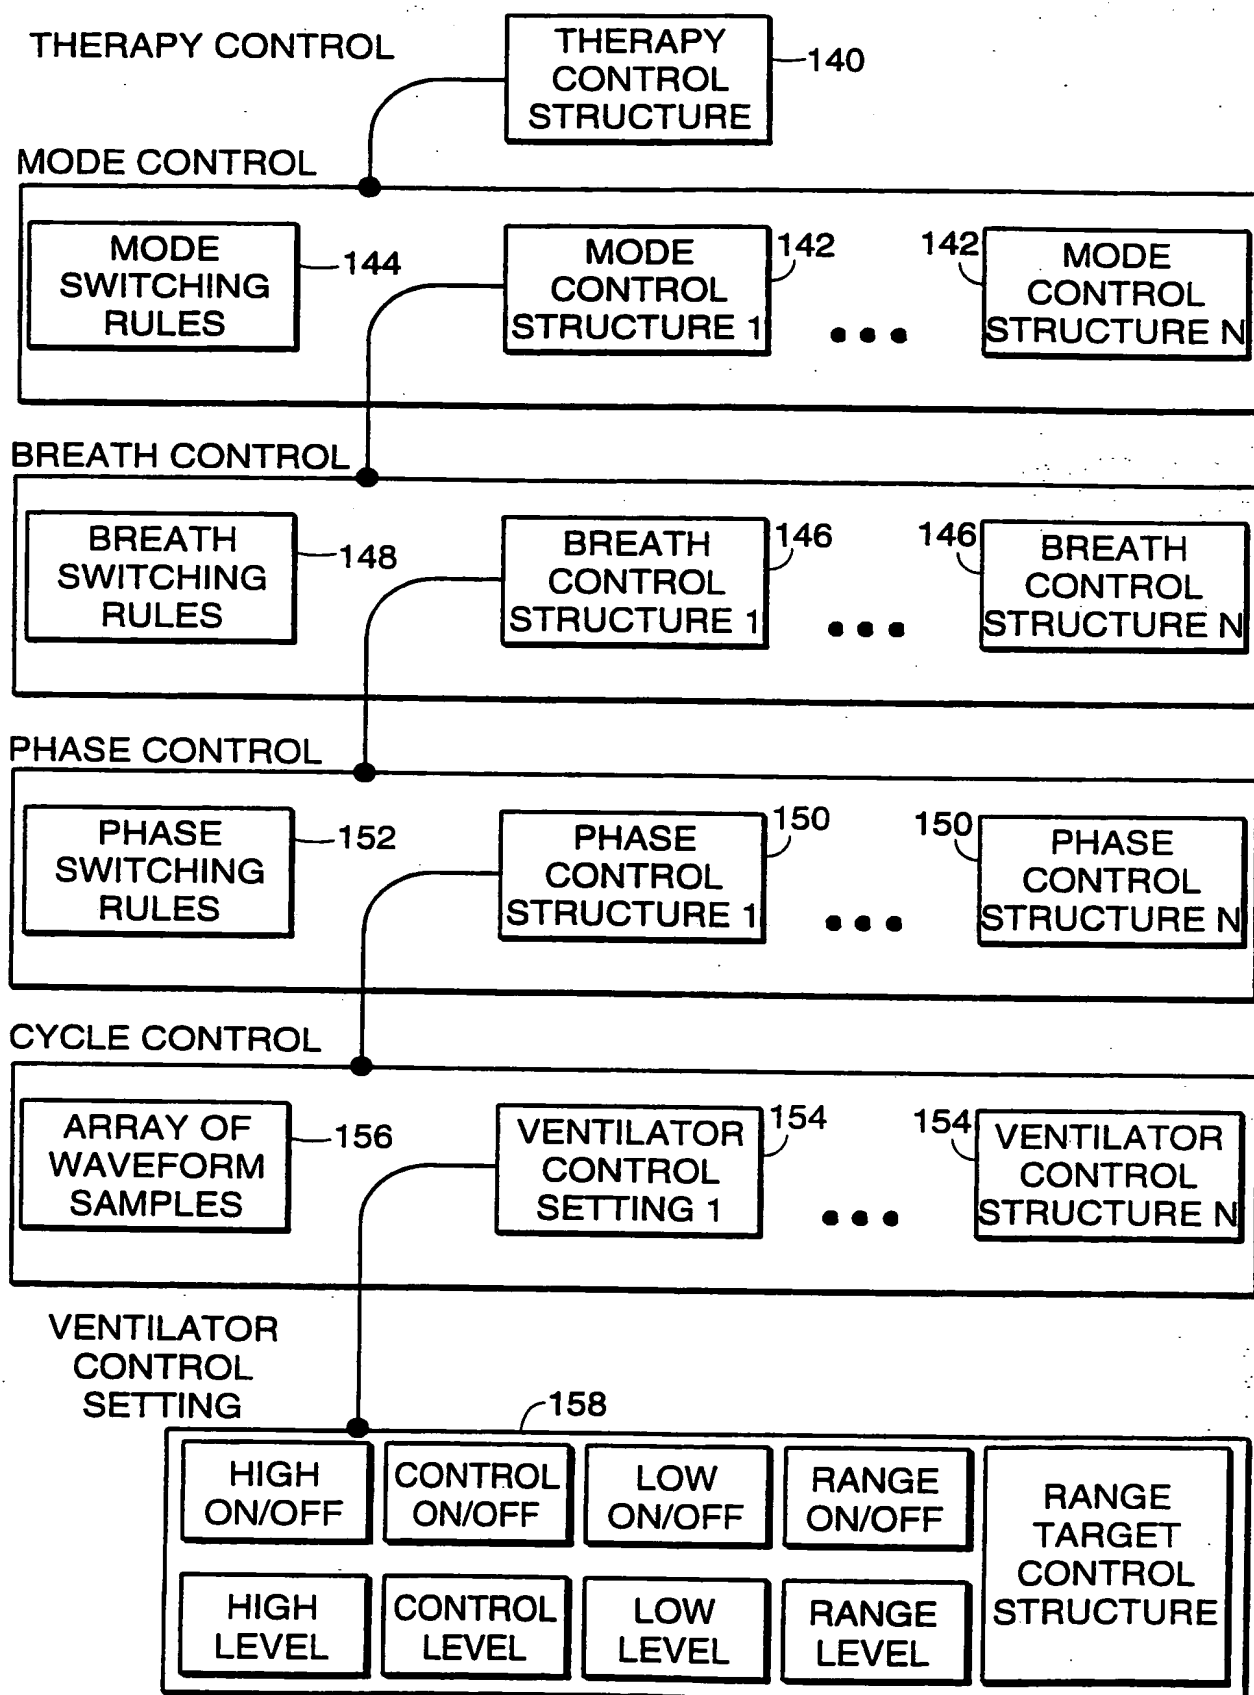 THERAPY CONTROL
THERAPY
CONTROL
STRUCTURE
140
MODE CONTROL
MODE
SWITCHING
RULES
144
MODE
CONTROL
STRUCTURE 1
142
142
MODE
CONTROL
STRUCTURE N
BREATH CONTROL
BREATH
SWITCHING
RULES
148
BREATH
CONTROL
STRUCTURE 1
146
146
BREATH
CONTROL
STRUCTURE N
PHASE CONTROL
PHASE
SWITCHING
RULES
152
PHASE
CONTROL
STRUCTURE 1
150
150
PHASE
CONTROL
STRUCTURE N
CYCLE CONTROL
ARRAY OF
WAVEFORM
SAMPLES
156
VENTILATOR
CONTROL
SETTING 1
154
154
VENTILATOR
CONTROL
STRUCTURE N
VENTILATOR
CONTROL
SETTING
158
HIGH
ON/OFF
CONTROL
ON/OFF
LOW
ON/OFF
RANGE
ON/OFF
RANGE
TARGET
CONTROL
STRUCTURE
HIGH
LEVEL
CONTROL
LEVEL
LOW
LEVEL
RANGE
LEVEL